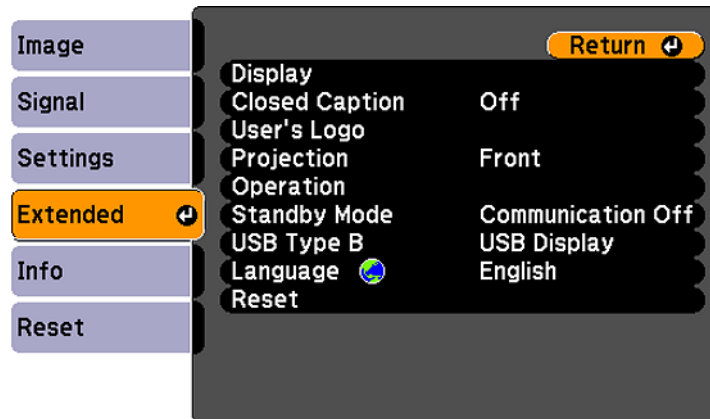 Image
Signal
Settings
Extended
Info
Reset
Return
Display
Closed Caption Off
User's Logo
Projection Front
Operation
Standby Mode Communication Off
USB Type B USB Display
Language English
Reset